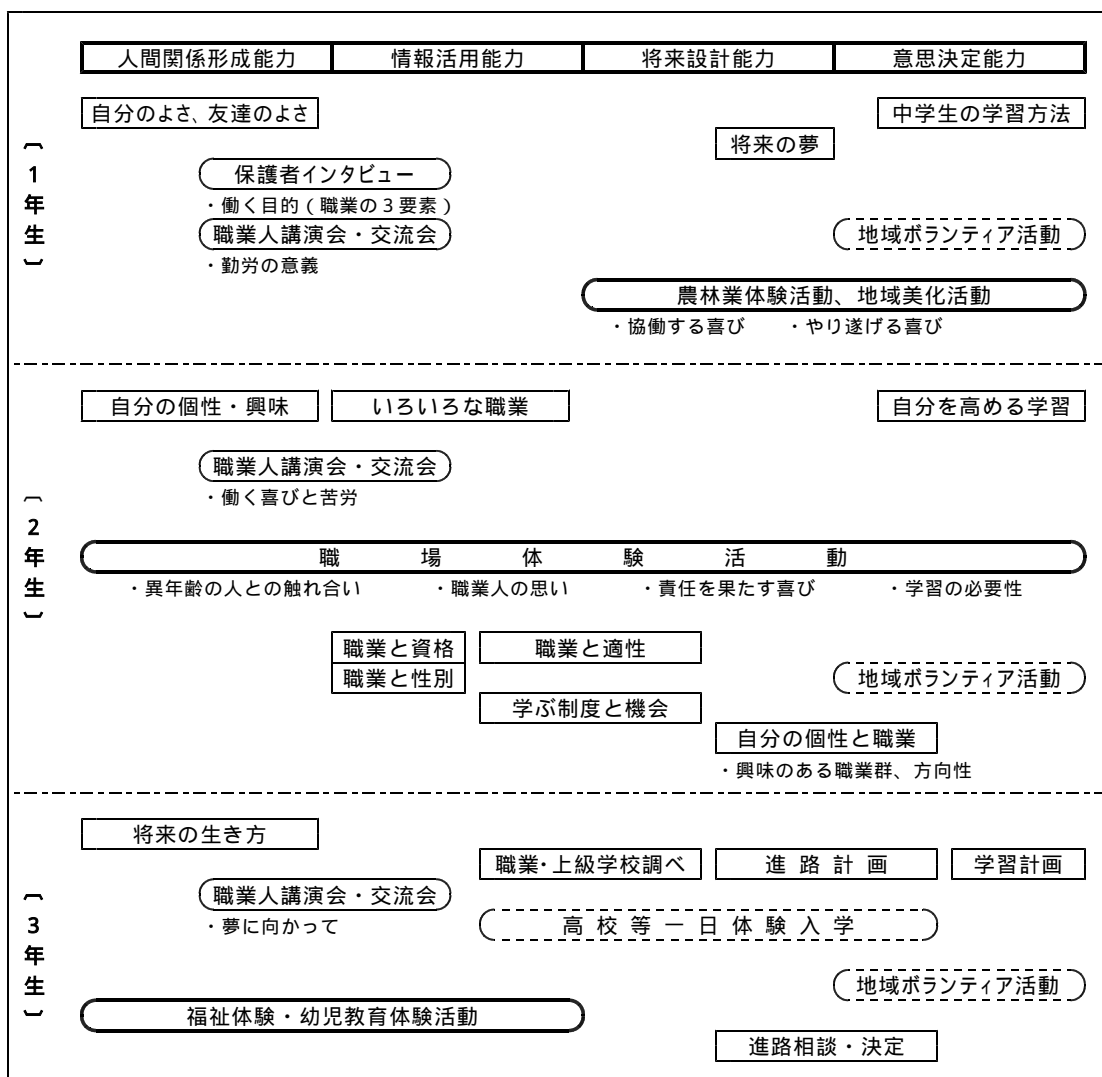 人間関係形成能力 情報活用能力 将来設計能力 意思決定能力
〔1年生〕
自分のよさ、友達のよさ 中学生の学習方法
将来の夢
保護者インタビュー
・働く目的(職業の3要素)
職業人講演会・交流会 地域ボランティア活動
・勤労の意義
農林業体験活動、地域美化活動
・協働する喜び ・やり遂げる喜び
〔2年生〕
自分の個性・興味 いろいろな職業 自分を高める学習
職業人講演会・交流会
・働く喜びと苦労
職場体験活動
・異年齢の人との触れ合い ・職業人の思い ・責任を果たす喜び ・学習の必要性
職業と資格 職業と適性
職業と性別 地域ボランティア活動
学ぶ制度と機会
自分の個性と職業
・興味のある職業群、方向性
〔3年生〕
将来の生き方
職業・上級学校調べ 進路計画 学習計画
職業人講演会・交流会
・夢に向かって 高校等一日体験入学
地域ボランティア活動
福祉体験・幼児教育体験活動
進路相談・決定